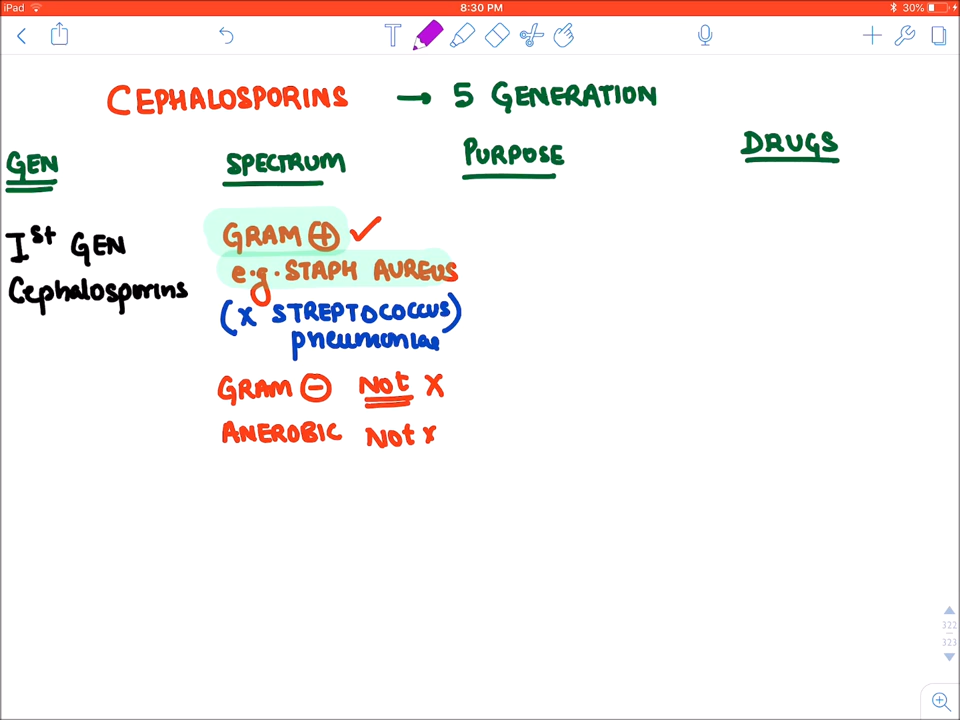 iPad 8:30 PM 30%
T
CEPHALOSPORINS → 5 GENERATION
GEN SPECTRUM PURPOSE DRUGS
Ist GEN
Cephalosporins
GRAM ⊕ ✓
e.g. STAPH AUREUS
(x STREPTOCOCCUS)
pneumoniae
GRAM ⊖ Not X
ANEROBIC Not x
322
323